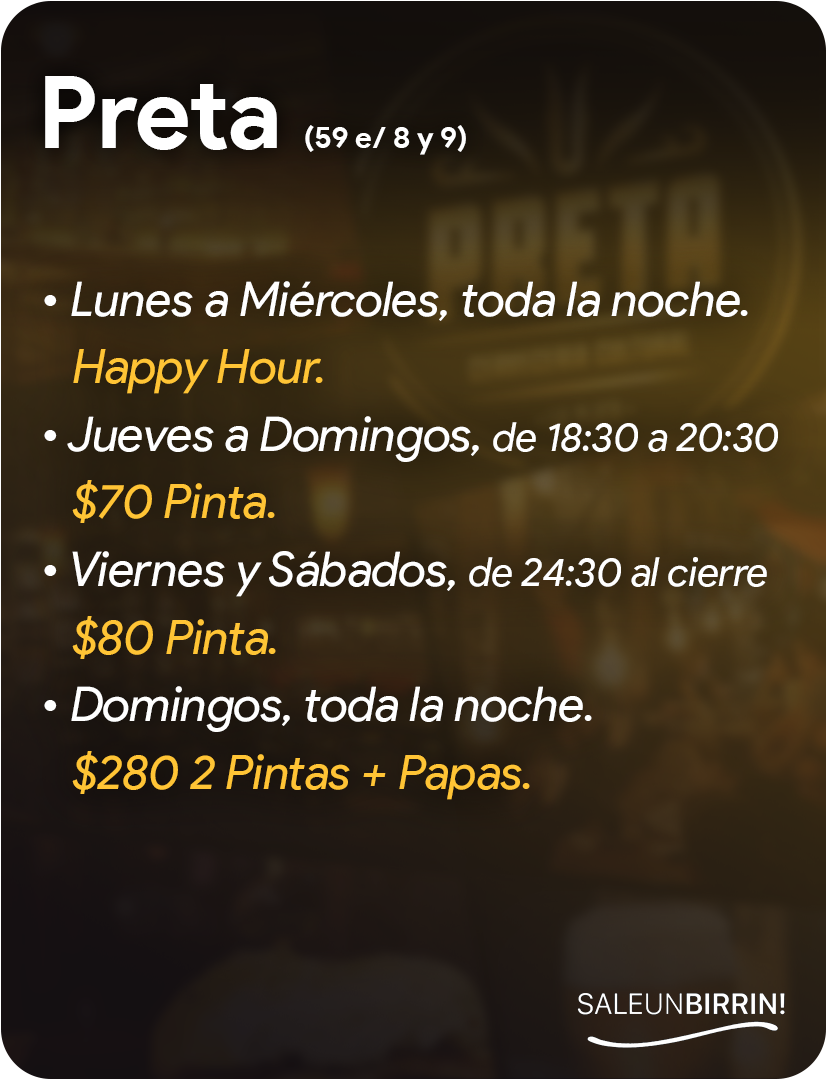 Preta (59 e/ 8 y 9)
PRETA
• Lunes a Miércoles, toda la noche.
Happy Hour.
• Jueves a Domingos, de 18:30 a 20:30
$70 Pinta.
• Viernes y Sábados, de 24:30 al cierre
$80 Pinta.
• Domingos, toda la noche.
$280 2 Pintas + Papas.
SALEUNBIRRIN!